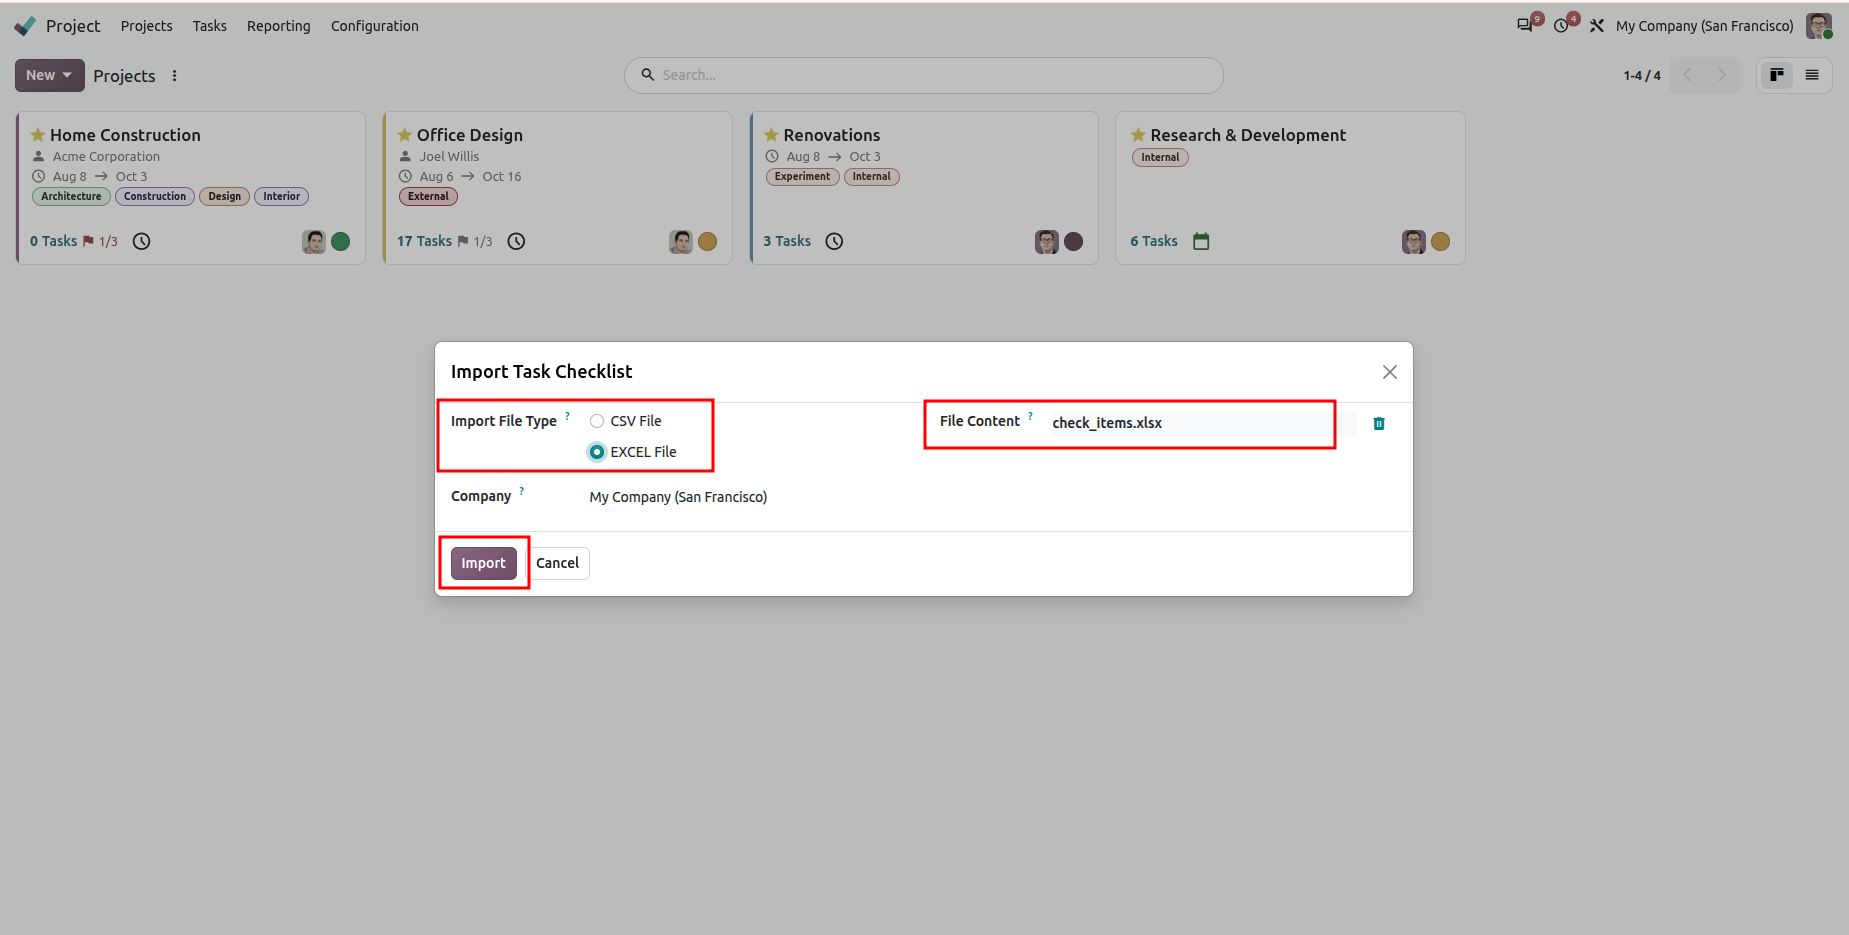 Project Projects Tasks Reporting Configuration 9 4 My Company (San Francisco)
New Projects Search... 1-4 / 4
Home Construction
Acme Corporation
Aug 8 → Oct 3
Architecture Construction Design Interior
0 Tasks 1/3
Office Design
Joel Willis
Aug 6 → Oct 16
External
17 Tasks 1/3
Renovations
Aug 8 → Oct 3
Experiment Internal
3 Tasks
Research & Development
Internal
6 Tasks
Import Task Checklist
Import File Type ? CSV File
EXCEL File
File Content ? check_items.xlsx
Company ? My Company (San Francisco)
Import Cancel